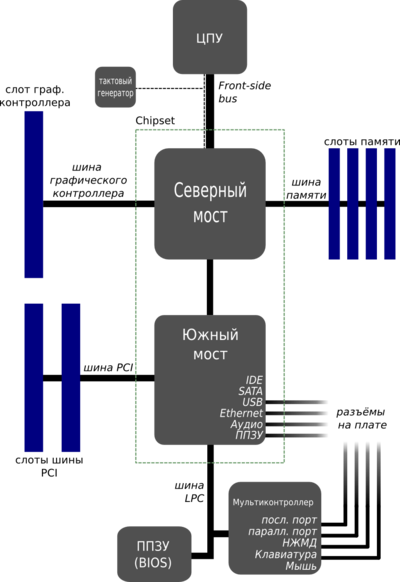 ЦПУ
тактовый
генератор
Front-side
bus
слот граф.
контроллера
Chipset
слоты памяти
шина
графического
контроллера
Северный
мост
шина
памяти
Южный
мост
шина PCI
IDE
SATA
USB
Ethernet
Аудио
ППЗУ
разъёмы
на плате
слоты шины
PCI
шина
LPC
Мультиконтроллер
посл. порт
паралл. порт
НЖМД
Клавиатура
Мышь
ППЗУ
(BIOS)